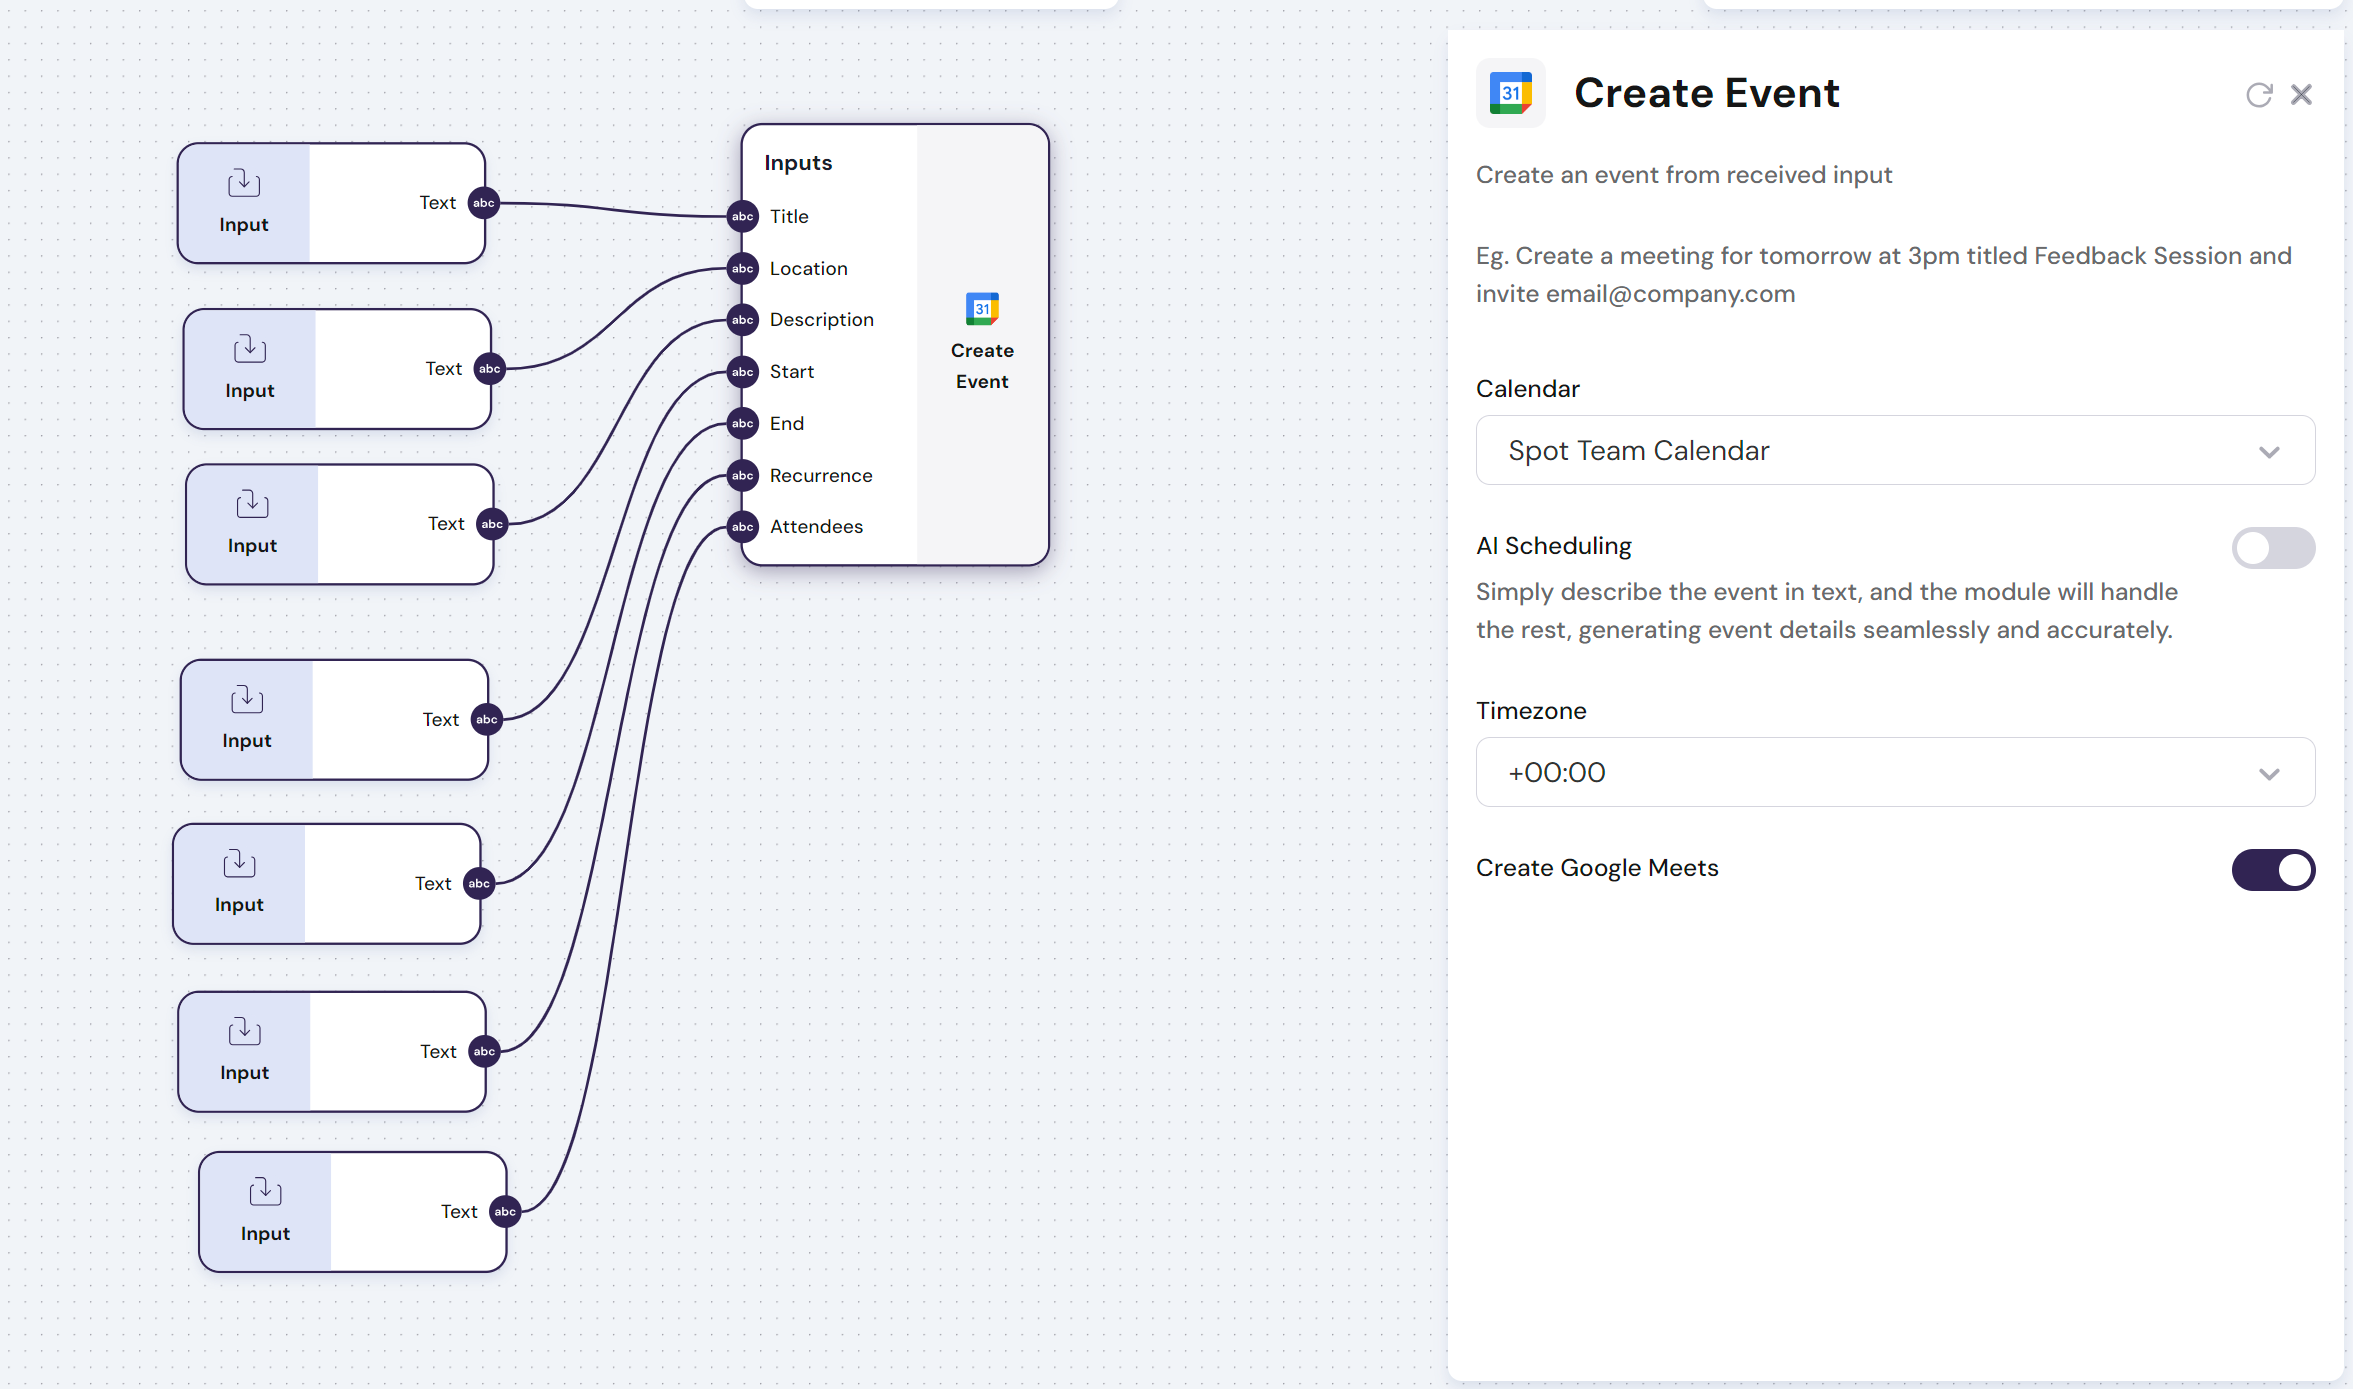 Text
abc
Input
Text
abc
Input
Text
abc
Input
Text
abc
Input
Text
abc
Input
Text
abc
Input
Text
abc
Input
Inputs
abc
Title
abc
Location
abc
Description
abc
Start
abc
End
abc
Recurrence
abc
Attendees
31
Create
Event
31
Create Event
Create an event from received input
Eg. Create a meeting for tomorrow at 3pm titled Feedback Session and
invite email@company.com
Calendar
Spot Team Calendar
AI Scheduling
Simply describe the event in text, and the module will handle
the rest, generating event details seamlessly and accurately.
Timezone
+00:00
Create Google Meets